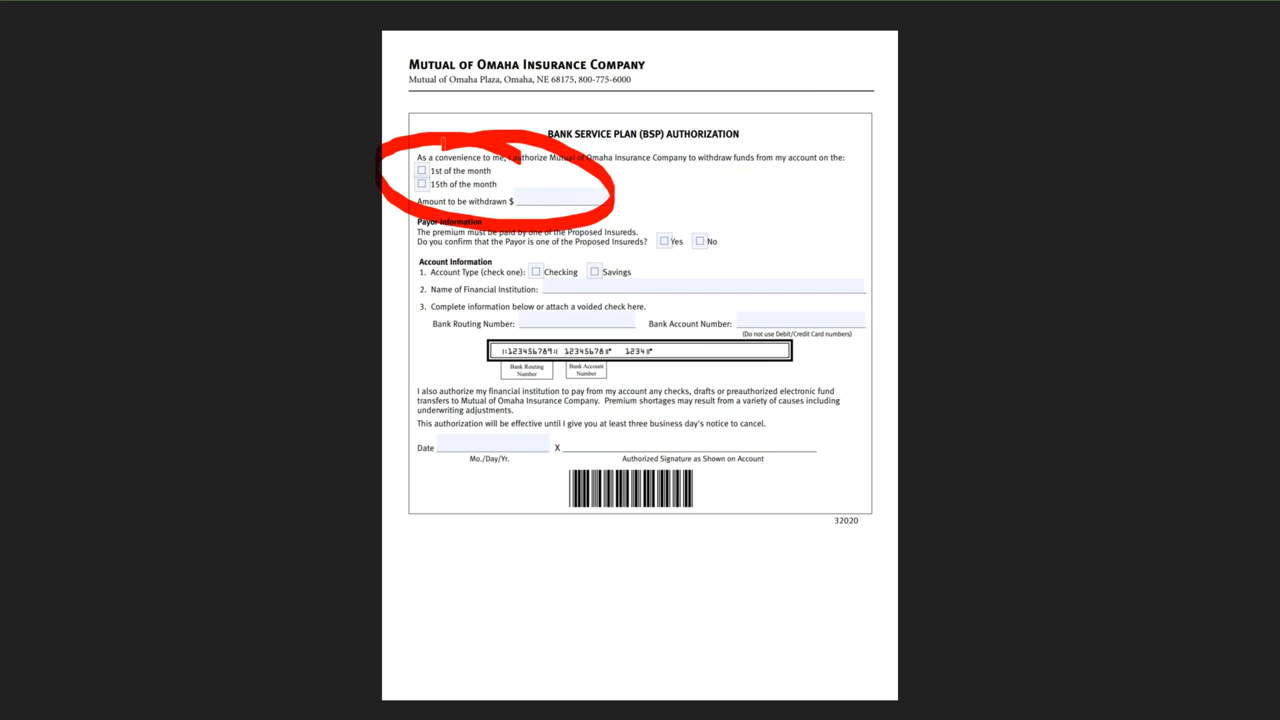 MUTUAL OF OMAHA INSURANCE COMPANY
Mutual of Omaha Plaza, Omaha, NE 68175, 800-775-6000
BANK SERVICE PLAN (BSP) AUTHORIZATION
As a convenience to me, I authorize Mutual of Omaha Insurance Company to withdraw funds from my account on the:
1st of the month
15th of the month
Amount to be withdrawn $
Payor Information
The premium must be paid by one of the Proposed Insureds.
Do you confirm that the Payor is one of the Proposed Insureds? Yes No
Account Information
1. Account Type (check one): Checking Savings
2. Name of Financial Institution:
3. Complete information below or attach a voided check here.
Bank Routing Number: Bank Account Number:
(Do not use Debit/Credit Card numbers)
⑆123456789⑆ 12345678⑈ 1234⑈
Bank Routing Number Bank Account Number
I also authorize my financial institution to pay from my account any checks, drafts or preauthorized electronic fund
transfers to Mutual of Omaha Insurance Company. Premium shortages may result from a variety of causes including
underwriting adjustments.
This authorization will be effective until I give you at least three business day's notice to cancel.
Date X
Mo./Day/Yr. Authorized Signature as Shown on Account
32020